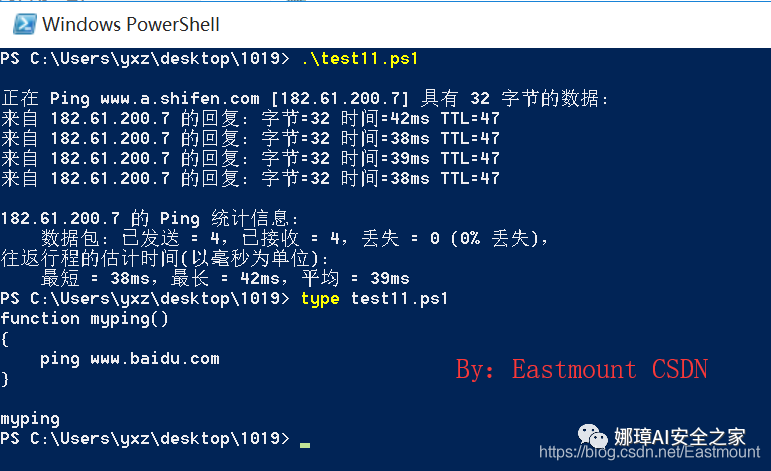 Windows PowerShell
PS C:\Users\yxz\desktop\1019> .\test11.ps1
正在 Ping www.a.shifen.com [182.61.200.7] 具有 32 字节的数据:
来自 182.61.200.7 的回复: 字节=32 时间=42ms TTL=47
来自 182.61.200.7 的回复: 字节=32 时间=38ms TTL=47
来自 182.61.200.7 的回复: 字节=32 时间=39ms TTL=47
来自 182.61.200.7 的回复: 字节=32 时间=38ms TTL=47
182.61.200.7 的 Ping 统计信息:
    数据包: 已发送 = 4，已接收 = 4，丢失 = 0 (0% 丢失)，
往返行程的估计时间(以毫秒为单位):
    最短 = 38ms，最长 = 42ms，平均 = 39ms
PS C:\Users\yxz\desktop\1019> type test11.ps1
function myping()
{
    ping www.baidu.com
}
By: Eastmount CSDN
myping
PS C:\Users\yxz\desktop\1019>
娜璋AI安全之家
https://blog.csdn.net/Eastmount